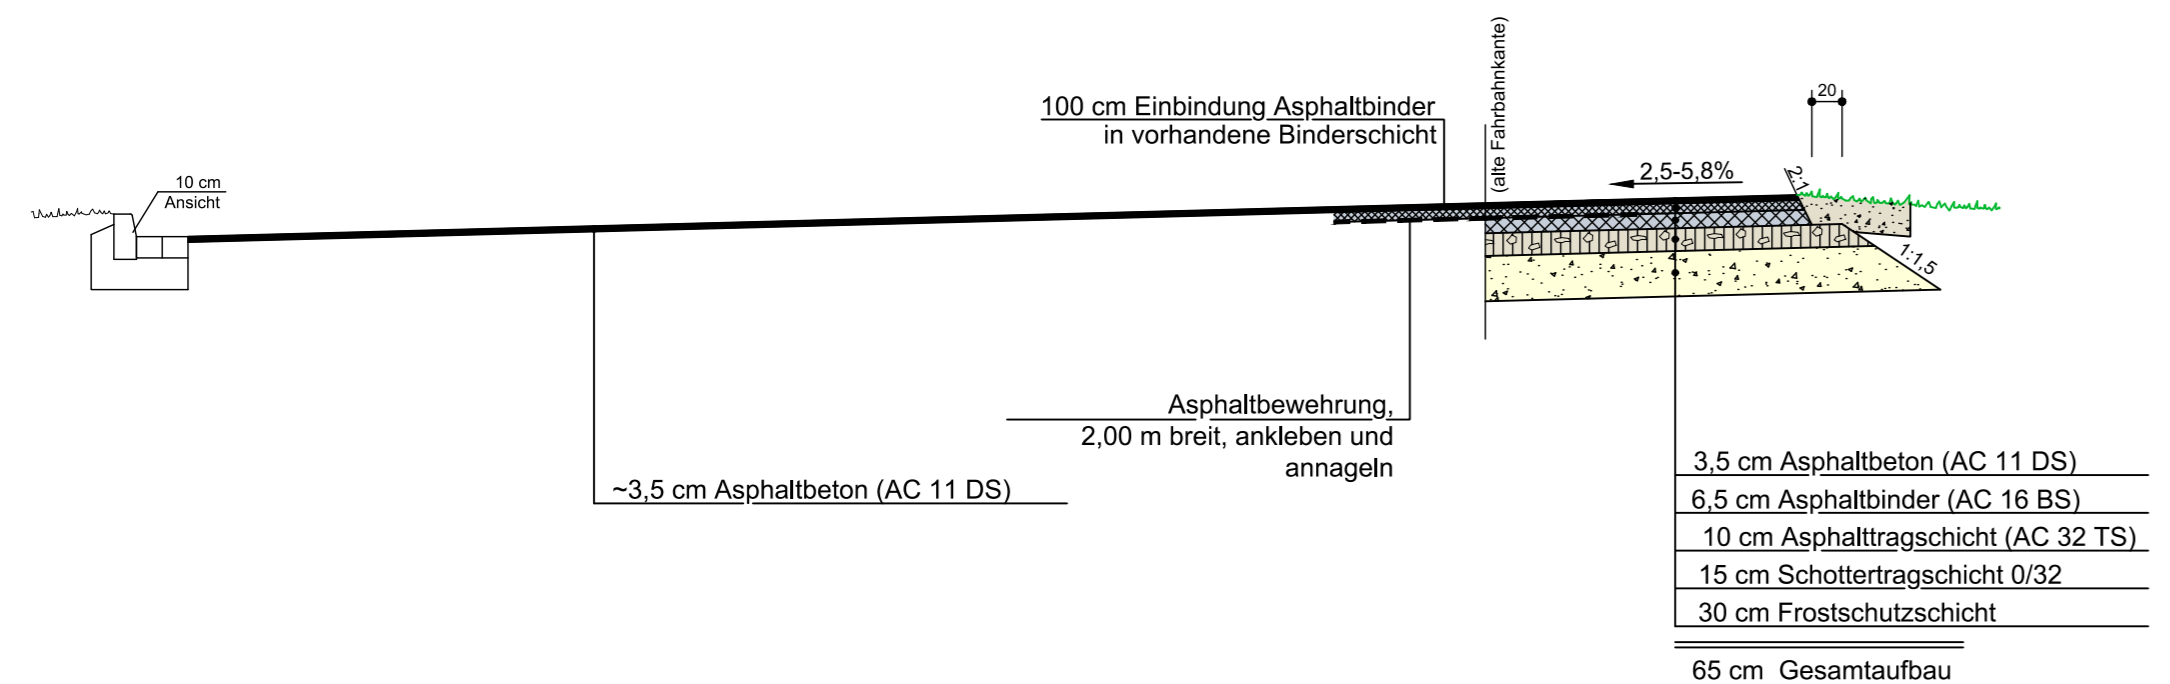 (alte Fahrbahnkante)
20
100 cm Einbindung Asphaltbinder
in vorhandene Binderschicht
2,5-5,8%
2:1
10 cm
Ansicht
1:1,5
Asphaltbewehrung,
2,00 m breit, ankleben und
annageln
~3,5 cm Asphaltbeton (AC 11 DS)
3,5 cm Asphaltbeton (AC 11 DS)
6,5 cm Asphaltbinder (AC 16 BS)
10 cm Asphalttragschicht (AC 32 TS)
15 cm Schottertragschicht 0/32
30 cm Frostschutzschicht
65 cm Gesamtaufbau